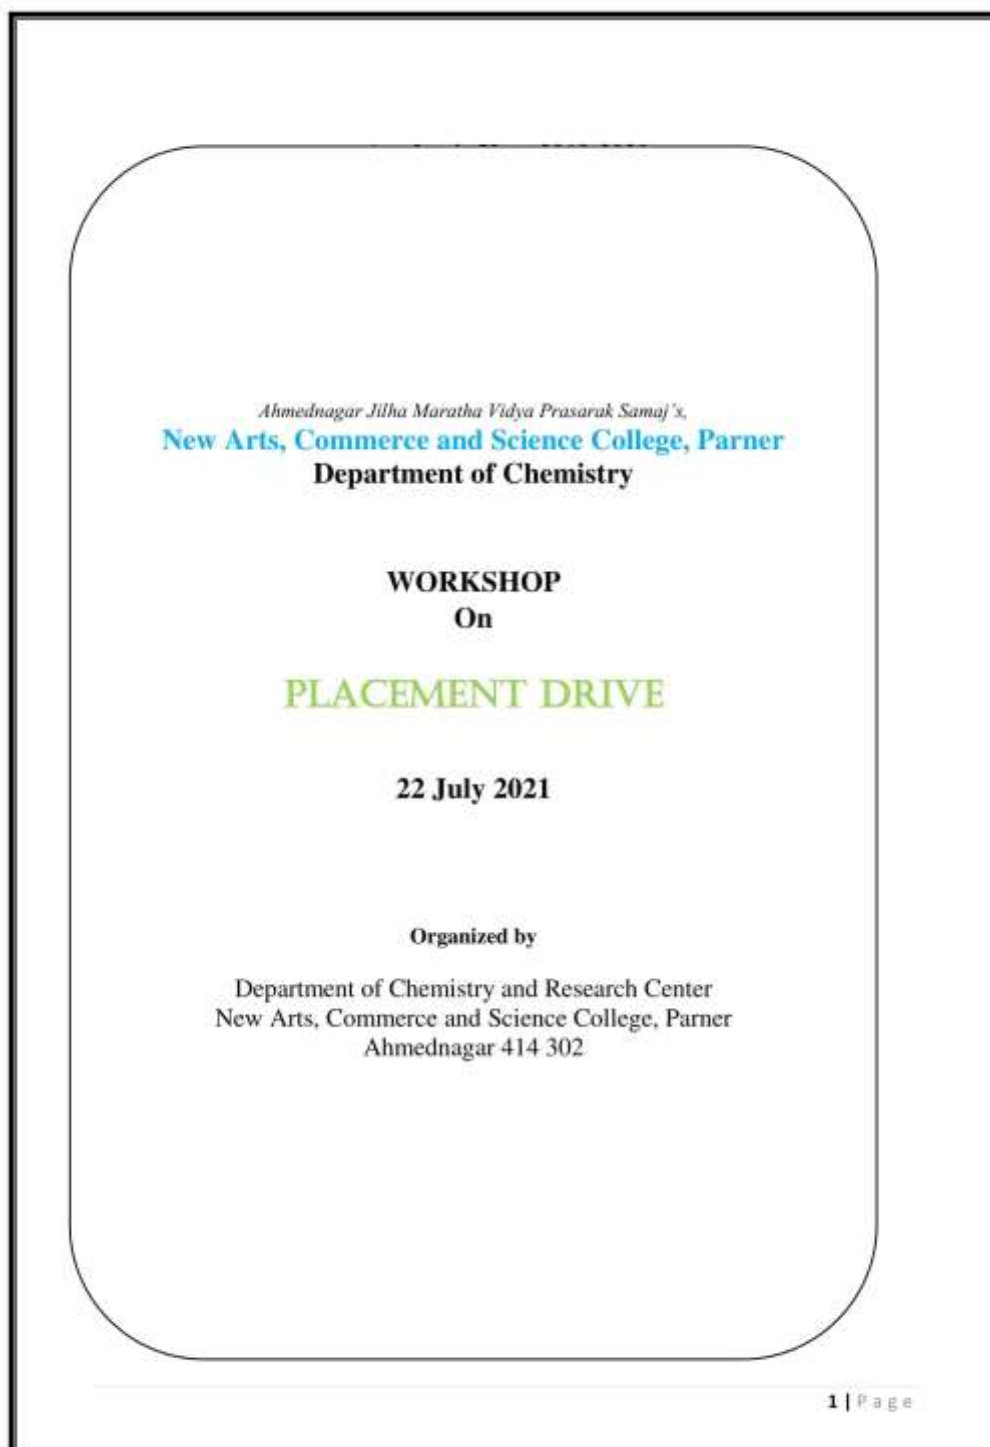 Ahmednagar Jilha Maratha Vidya Prasarak Samaj's,
New Arts, Commerce and Science College, Parner
Department of Chemistry
WORKSHOP
On
PLACEMENT DRIVE
22 July 2021
Organized by
Department of Chemistry and Research Center
New Arts, Commerce and Science College, Parner
Ahmednagar 414 302
1 | Page